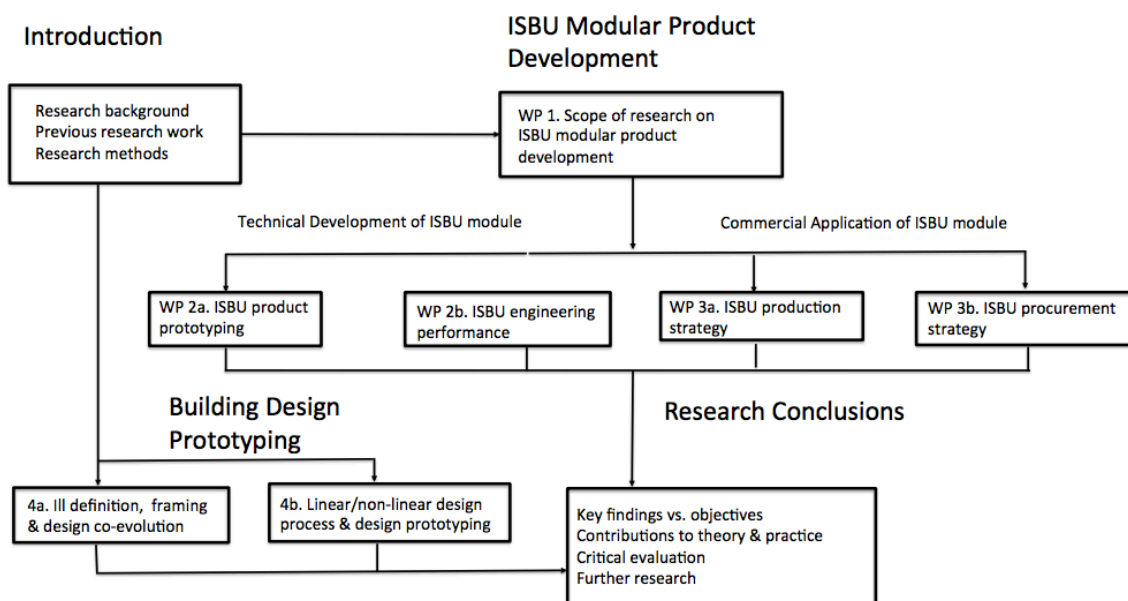 Introduction
ISBU Modular Product
Development
Research background
Previous research work
Research methods
WP 1. Scope of research on
ISBU modular product
development
Technical Development of ISBU module
Commercial Application of ISBU module
WP 2a. ISBU product
prototyping
WP 2b. ISBU engineering
performance
WP 3a. ISBU production
strategy
WP 3b. ISBU procurement
strategy
Building Design
Prototyping
Research Conclusions
4a. Ill definition, framing
& design co-evolution
4b. Linear/non-linear design
process & design prototyping
Key findings vs. objectives
Contributions to theory & practice
Critical evaluation
Further research